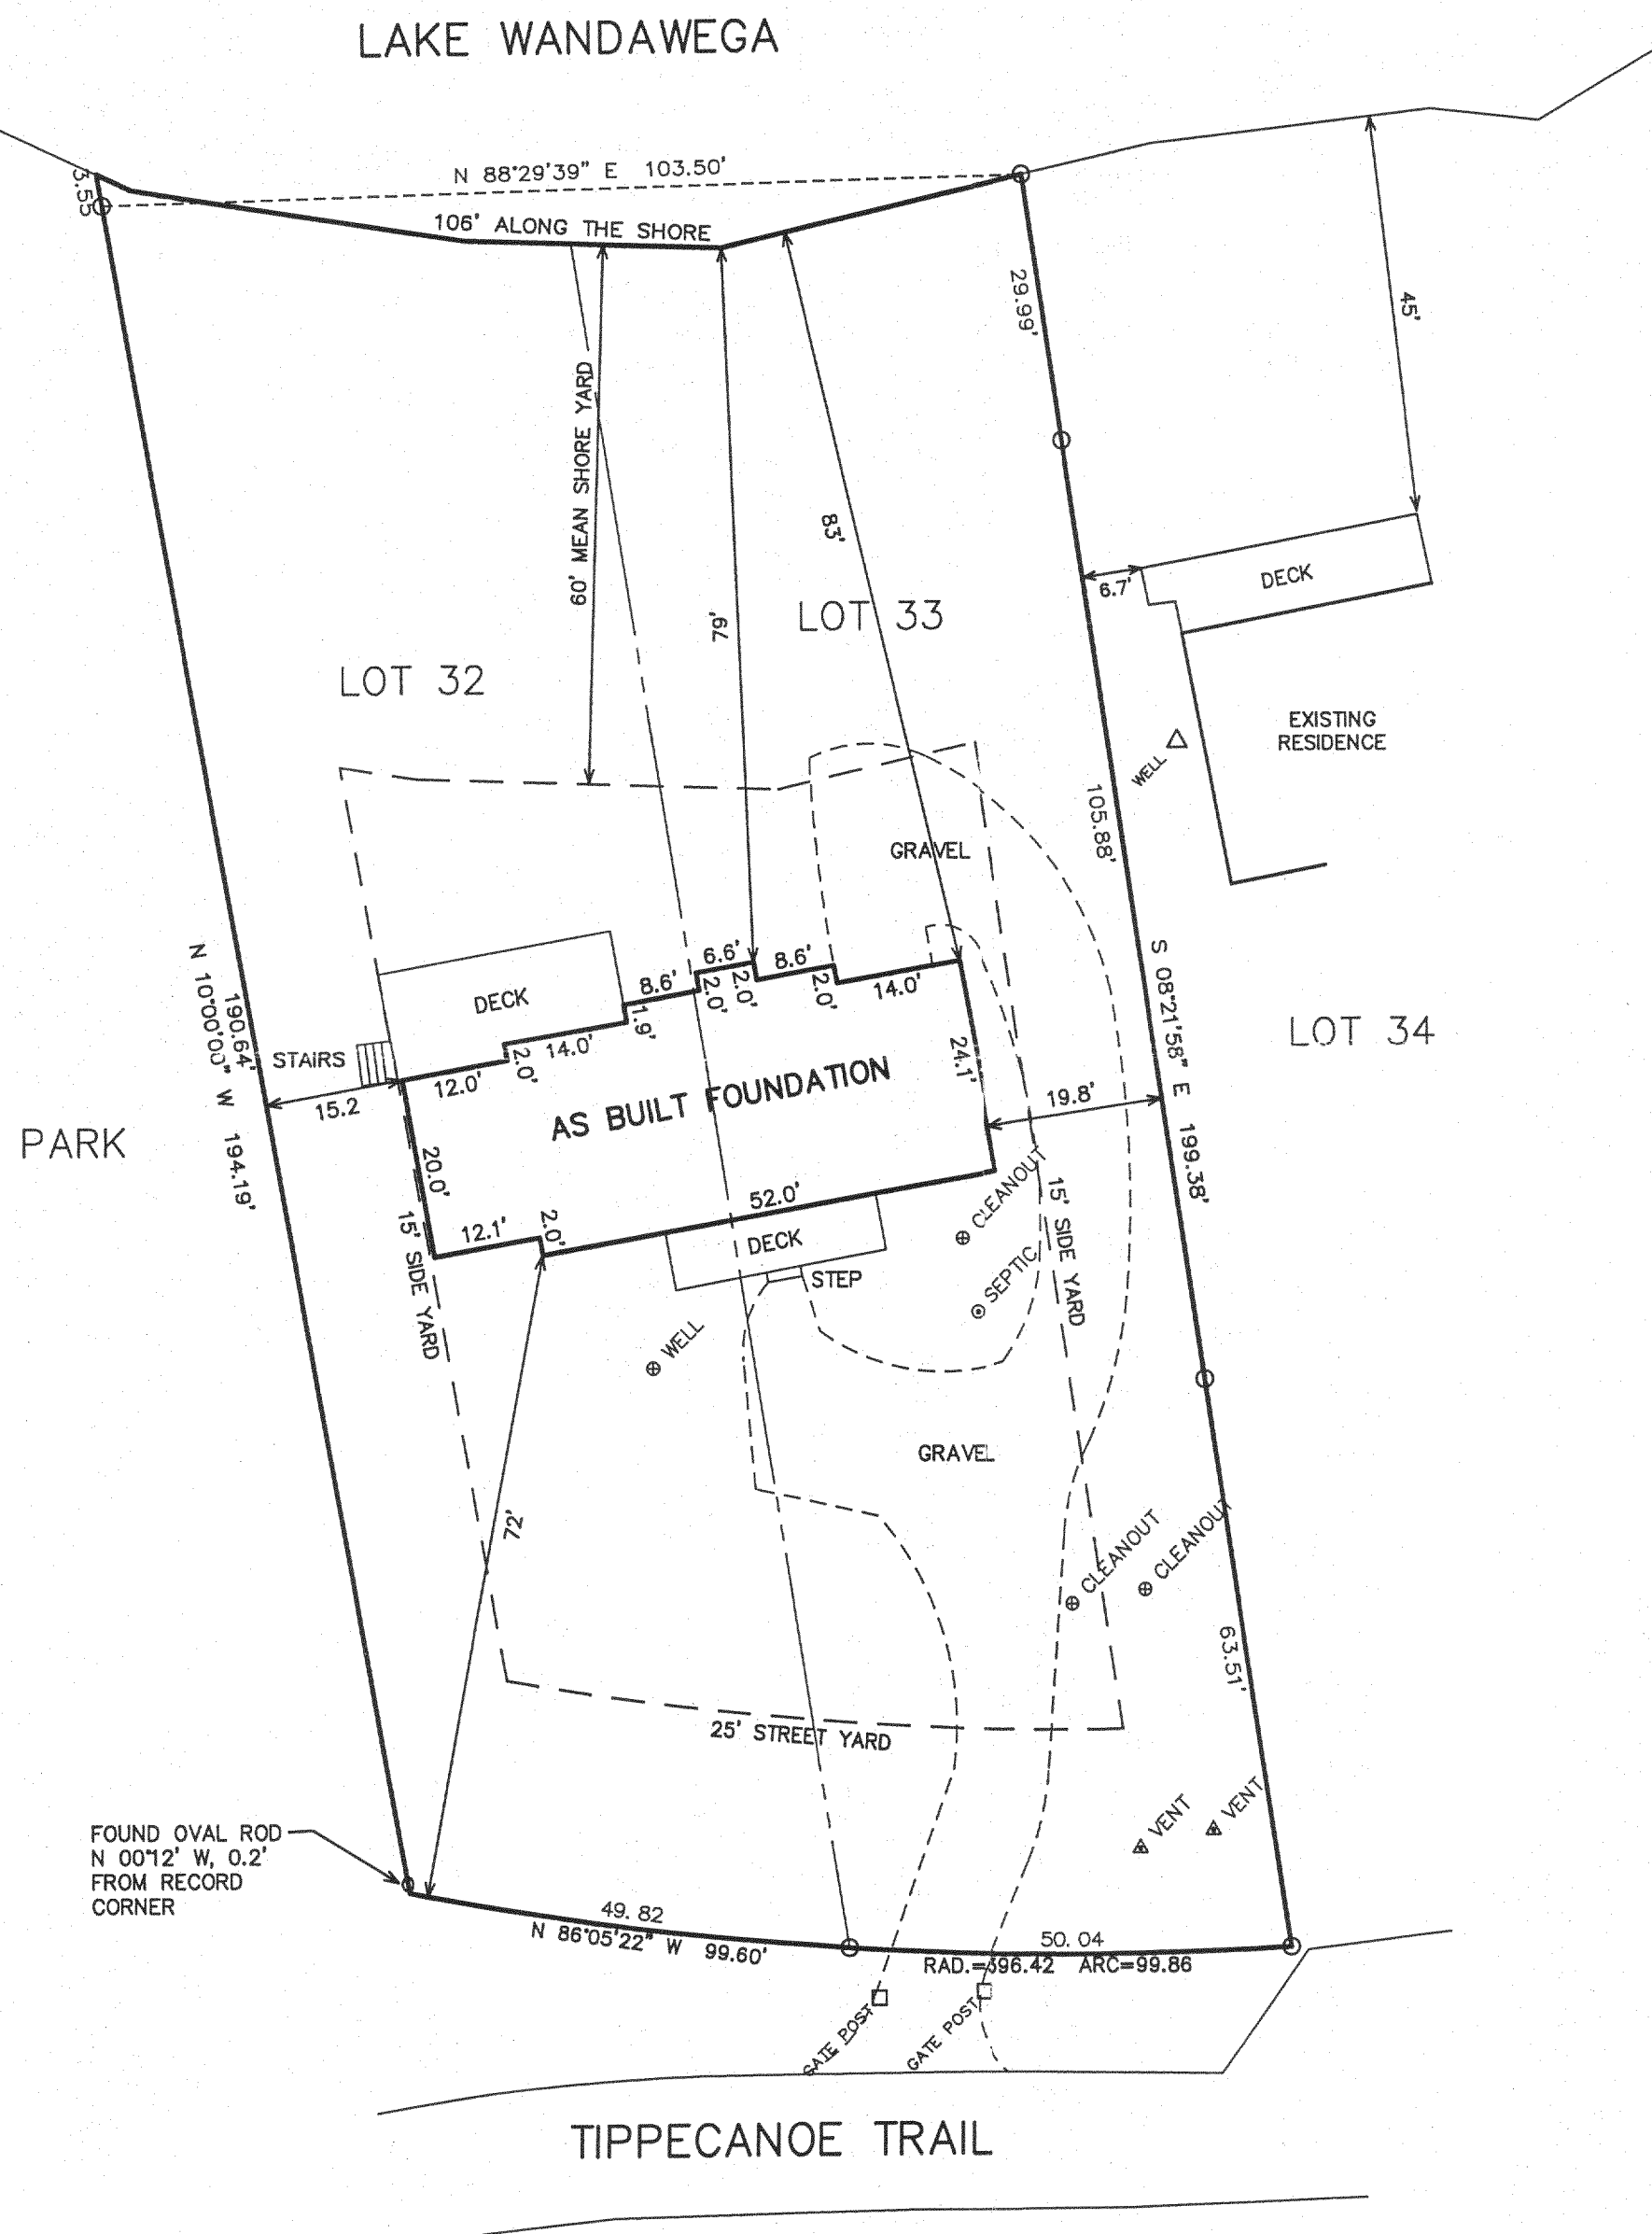 LAKE WANDAWEGA
N 88°29'39" E 103.50'
3.55
106' ALONG THE SHORE
29.99'
45'
60' MEAN SHORE YARD
83'
79'
6.7'
DECK
LOT 33
LOT 32
EXISTING
RESIDENCE
WELL
105.88'
GRAVEL
N 10°00'00" W 194.19'
190.64'
DECK
8.6'
6.6'
2.0'
2.0'
8.6'
2.0'
14.0'
1.9'
S 08°21'58" E 199.38'
LOT 34
STAIRS
12.0'
2.0'
14.0'
24.1'
15.2
AS BUILT FOUNDATION
19.8'
PARK
20.0'
52.0'
CLEANOUT
15' SIDE YARD
12.1'
2.0'
DECK
STEP
SEPTIC
15' SIDE YARD
WELL
GRAVEL
72'
CLEANOUT
CLEANOUT
63.51'
25' STREET YARD
VENT
VENT
FOUND OVAL ROD
N 00°12' W, 0.2'
FROM RECORD
CORNER
49.82
N 86°05'22" W 99.60'
50.04
RAD.=396.42 ARC=99.86
GATE POST
GATE POST
TIPPECANOE TRAIL